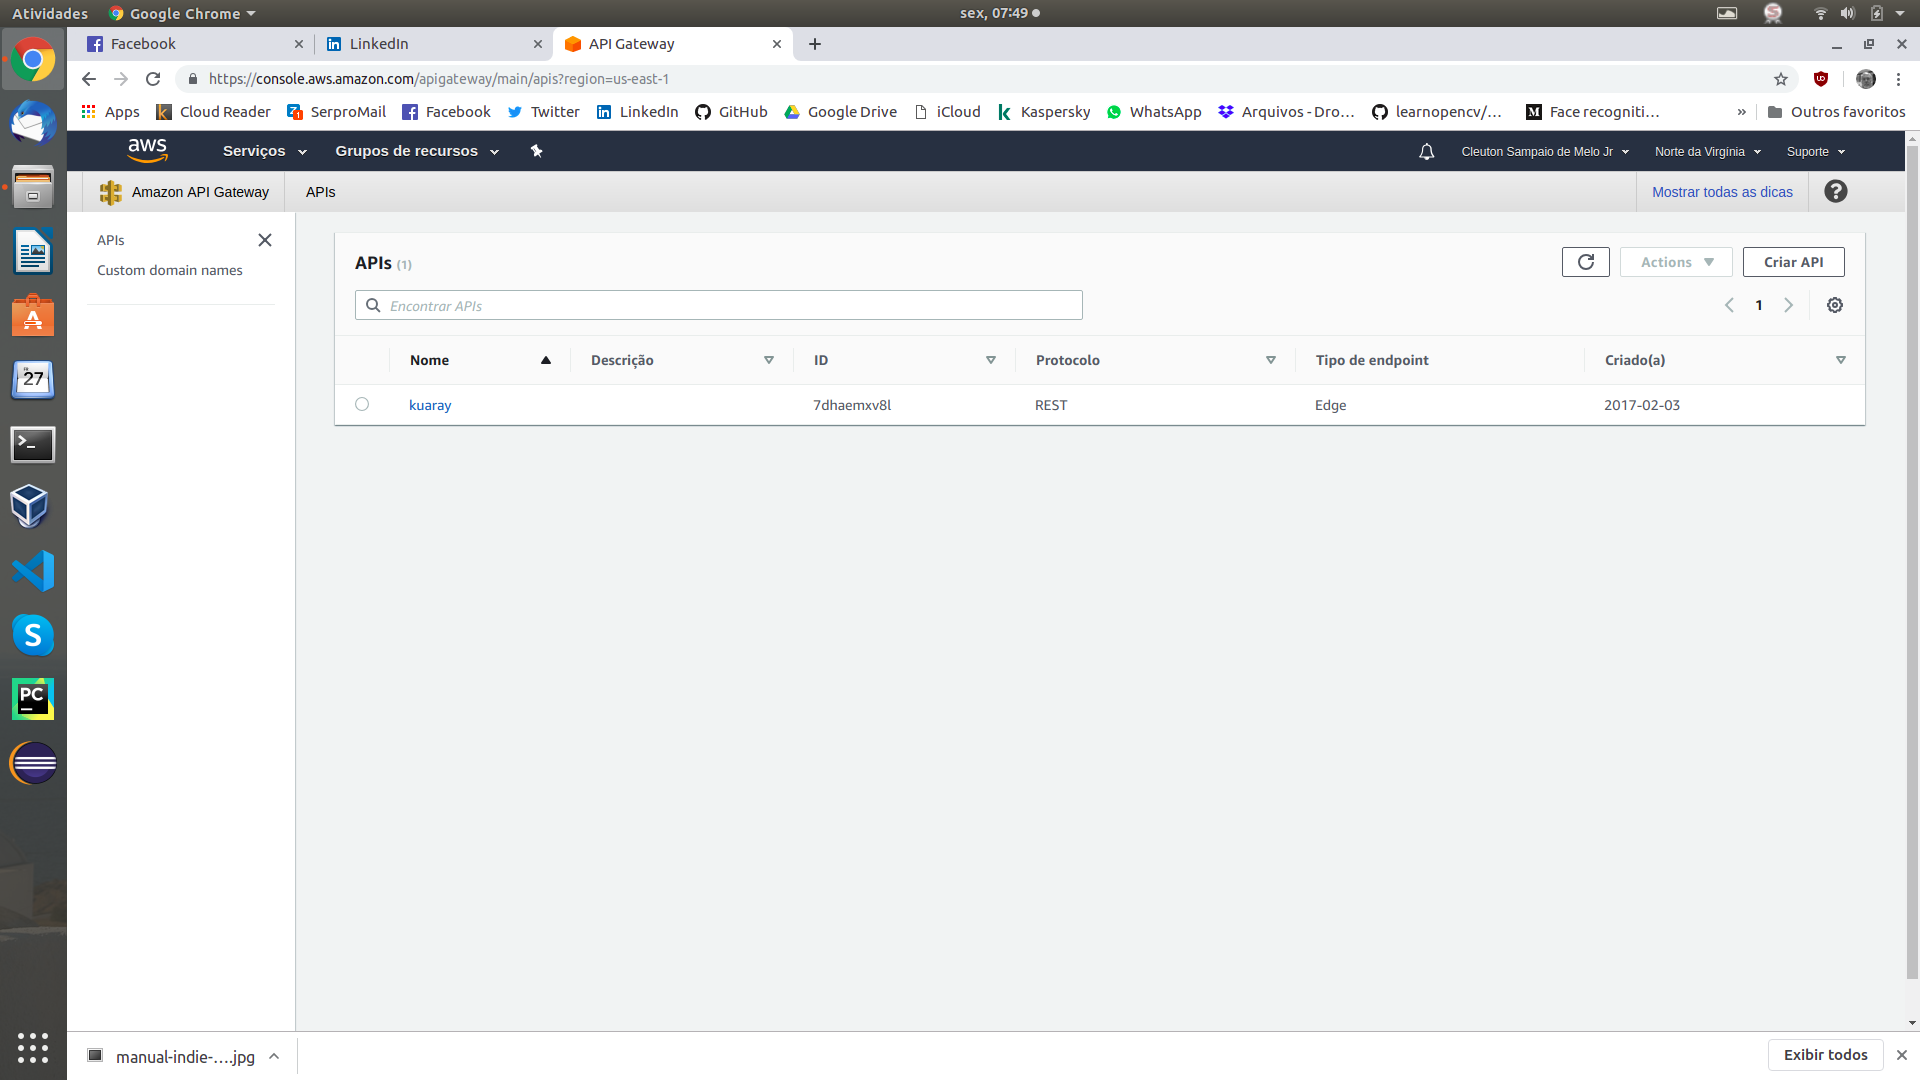 Atividades Google Chrome sex, 07:49
Facebook LinkedIn API Gateway
https://console.aws.amazon.com/apigateway/main/apis?region=us-east-1
Apps Cloud Reader SerproMail Facebook Twitter LinkedIn GitHub Google Drive iCloud Kaspersky WhatsApp Arquivos - Dro... learnopencv/... Face recogniti... » Outros favoritos
aws Serviços Grupos de recursos Cleuton Sampaio de Melo Jr Norte da Virgínia Suporte
Amazon API Gateway APIs Mostrar todas as dicas ?
APIs
Custom domain names
APIs (1) Actions Criar API
Encontrar APIs 1
Nome Descrição ID Protocolo Tipo de endpoint Criado(a)
kuaray 7dhaemxv8l REST Edge 2017-02-03
27
PC
manual-indie-....jpg Exibir todos